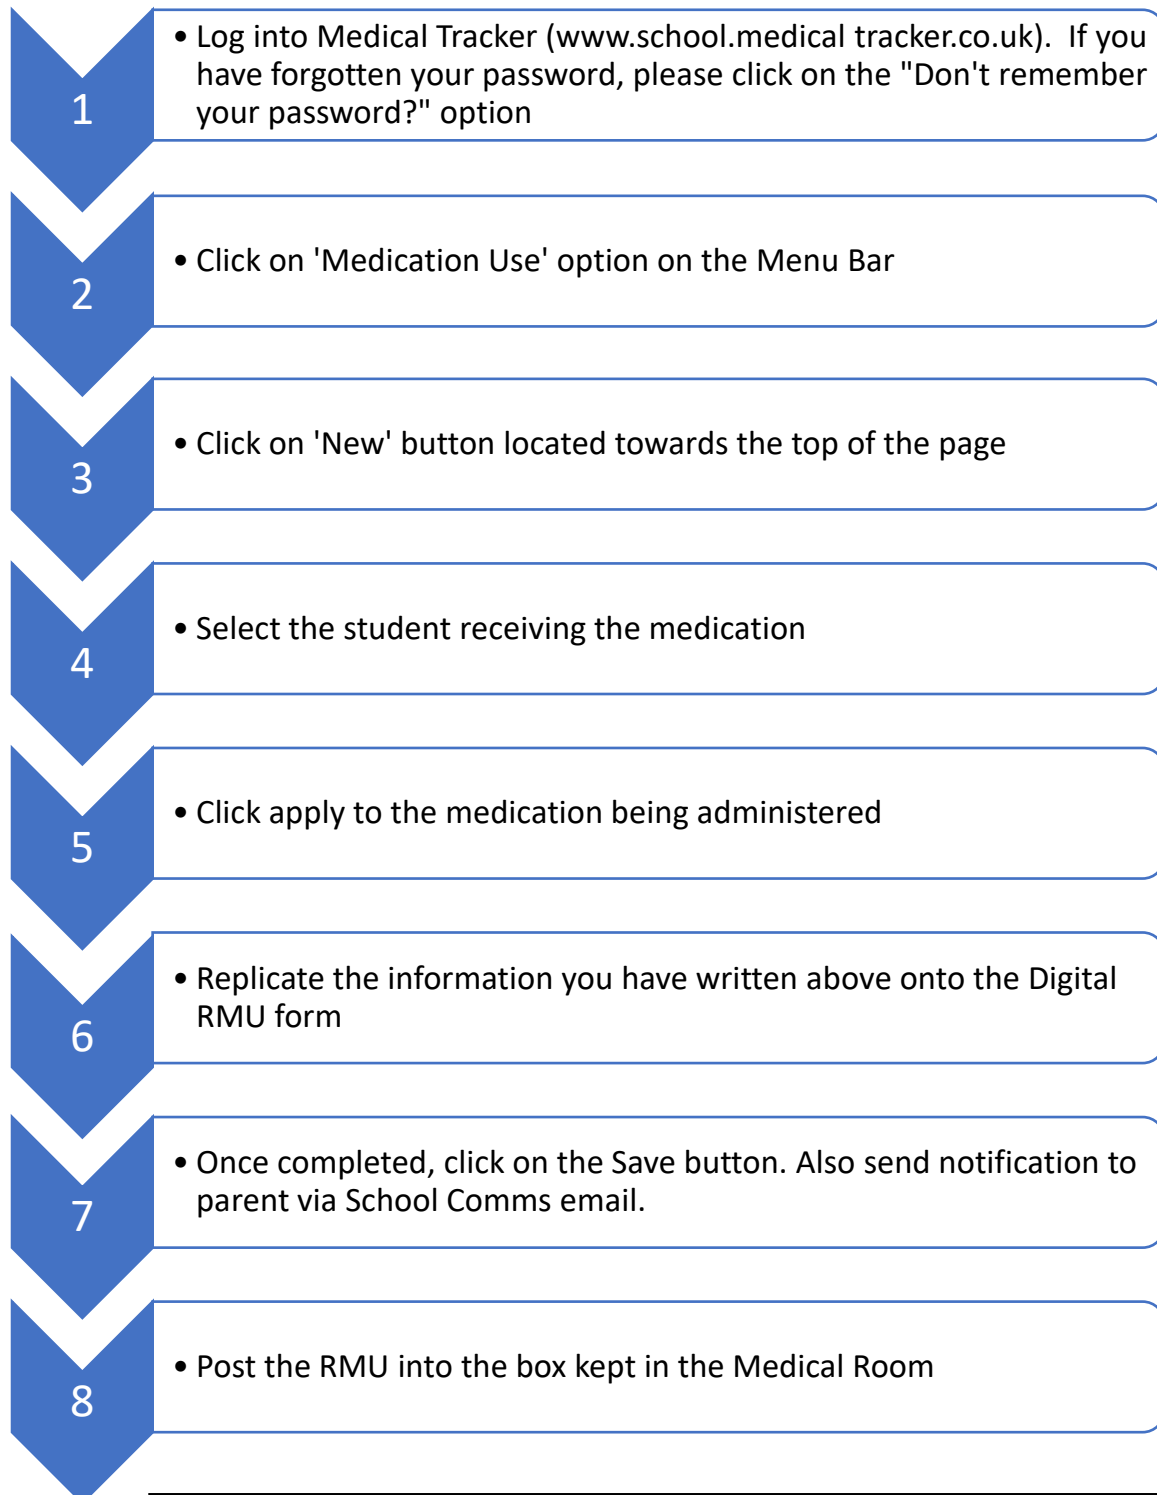 1
• Log into Medical Tracker (www.school.medical tracker.co.uk).  If you
have forgotten your password, please click on the "Don't remember
your password?" option
2
• Click on 'Medication Use' option on the Menu Bar
3
• Click on 'New' button located towards the top of the page
4
• Select the student receiving the medication
5
• Click apply to the medication being administered
6
• Replicate the information you have written above onto the Digital
RMU form
7
• Once completed, click on the Save button. Also send notification to
parent via School Comms email.
8
• Post the RMU into the box kept in the Medical Room